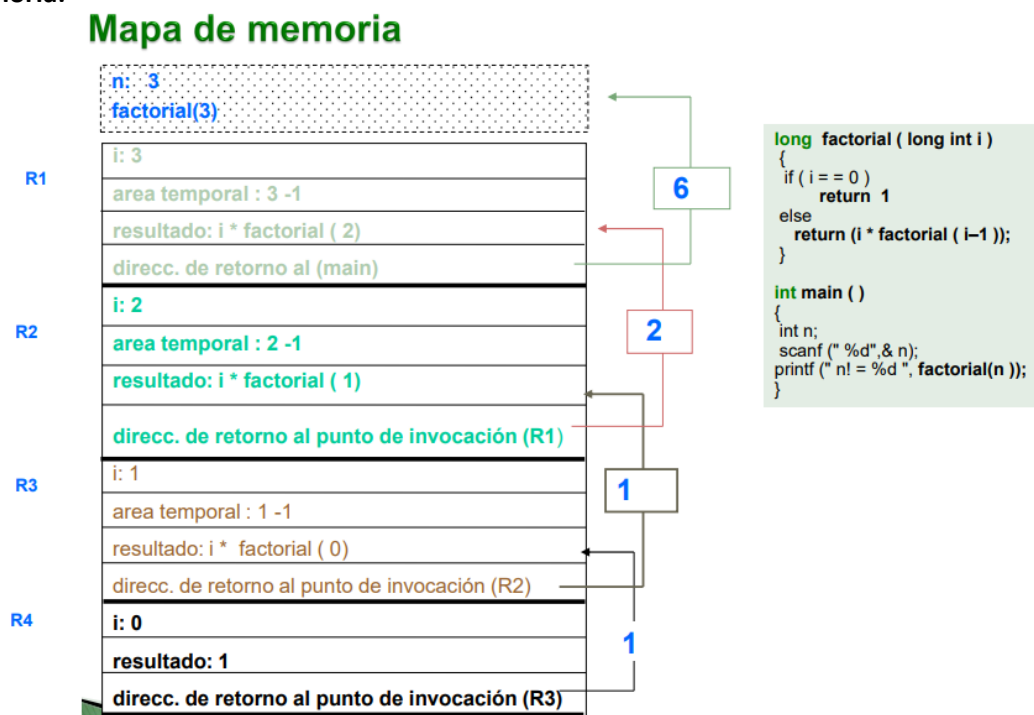 Mapa de memoria
n: 3
factorial(3)
R1
i: 3
area temporal : 3 -1
resultado: i * factorial ( 2)
direcc. de retorno al (main)
6
R2
i: 2
area temporal : 2 -1
resultado: i * factorial ( 1)
direcc. de retorno al punto de invocación (R1)
2
R3
i: 1
area temporal : 1 -1
resultado: i * factorial ( 0)
direcc. de retorno al punto de invocación (R2)
1
R4
i: 0
resultado: 1
direcc. de retorno al punto de invocación (R3)
1
long factorial ( long int i )
{
if ( i = = 0 )
return 1
else
return (i * factorial ( i–1 ));
}
int main ( )
{
int n;
scanf (" %d",& n);
printf (" n! = %d ", factorial(n ));
}